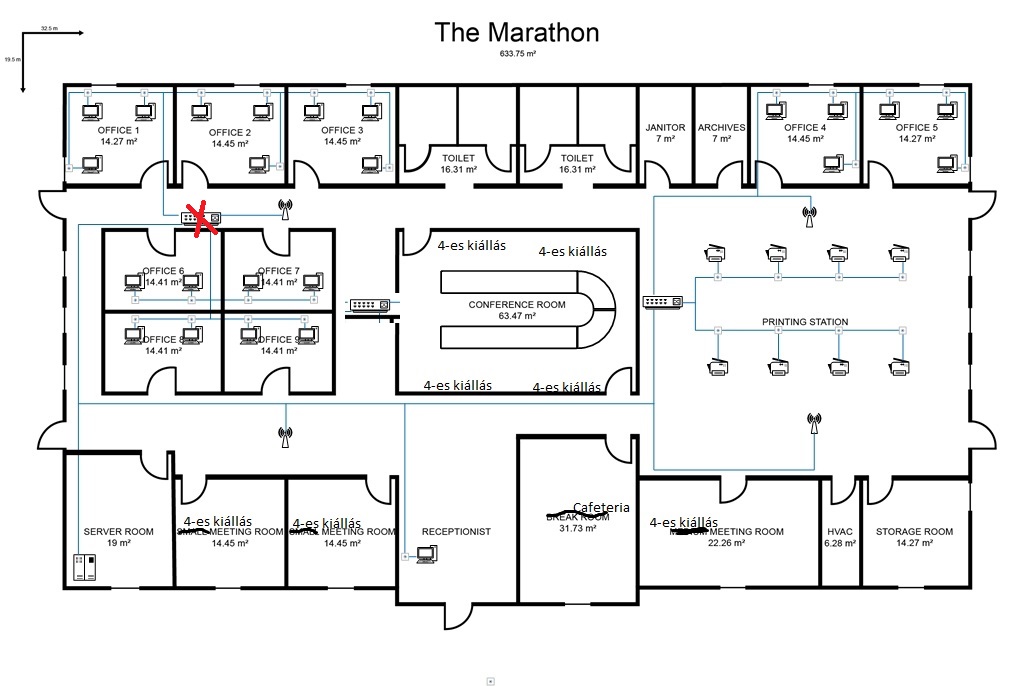 The Marathon
633.75 m²
32.5 m
19.5 m
OFFICE 1
14.27 m²
OFFICE 2
14.45 m²
OFFICE 3
14.45 m²
TOILET
16.31 m²
TOILET
16.31 m²
JANITOR
7 m²
ARCHIVES
7 m²
OFFICE 4
14.45 m²
OFFICE 5
14.27 m²
OFFICE 6
14.41 m²
OFFICE 7
14.41 m²
4-es kiállás
4-es kiállás
CONFERENCE ROOM
63.47 m²
4-es kiállás
4-es kiállás
PRINTING STATION
OFFICE 8
14.41 m²
OFFICE 9
14.41 m²
SERVER ROOM
19 m²
4-es kiállás
SMALL MEETING ROOM
14.45 m²
4-es kiállás
SMALL MEETING ROOM
14.45 m²
RECEPTIONIST
Cafeteria
BREAK ROOM
31.73 m²
4-es kiállás
MEETING ROOM
22.26 m²
HVAC
6.28 m²
STORAGE ROOM
14.27 m²